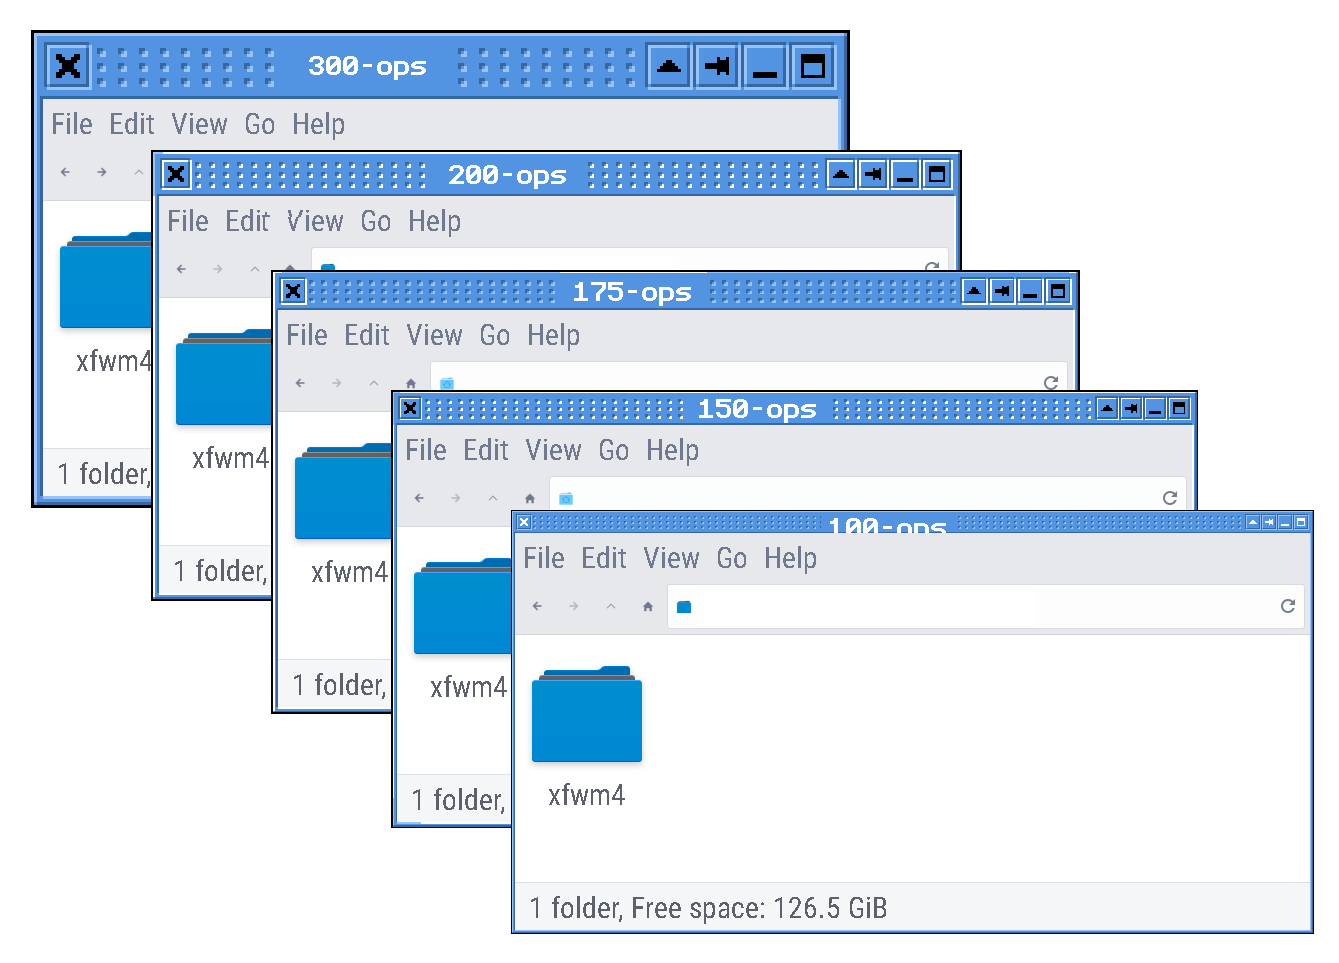 300-ops
File Edit View Go Help
xfwm4
1 folder,
200-ops
File Edit View Go Help
xfwm4
1 folder,
175-ops
File Edit View Go Help
xfwm4
1 folder,
150-ops
File Edit View Go Help
xfwm4
1 folder,
100-ops
File Edit View Go Help
xfwm4
1 folder, Free space: 126.5 GiB